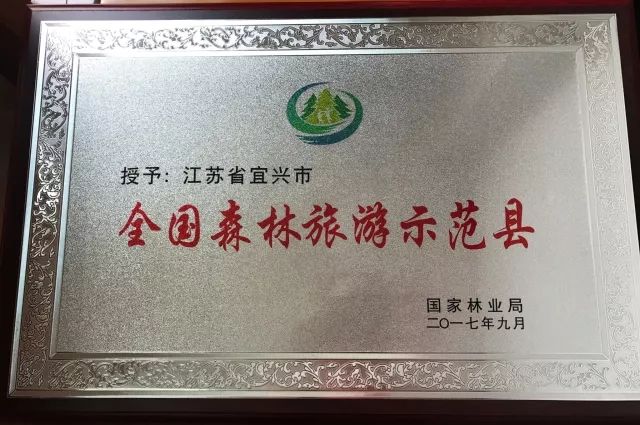 授予：江苏省宜兴市
全国森林旅游示范县
国家林业局
二〇一七年九月